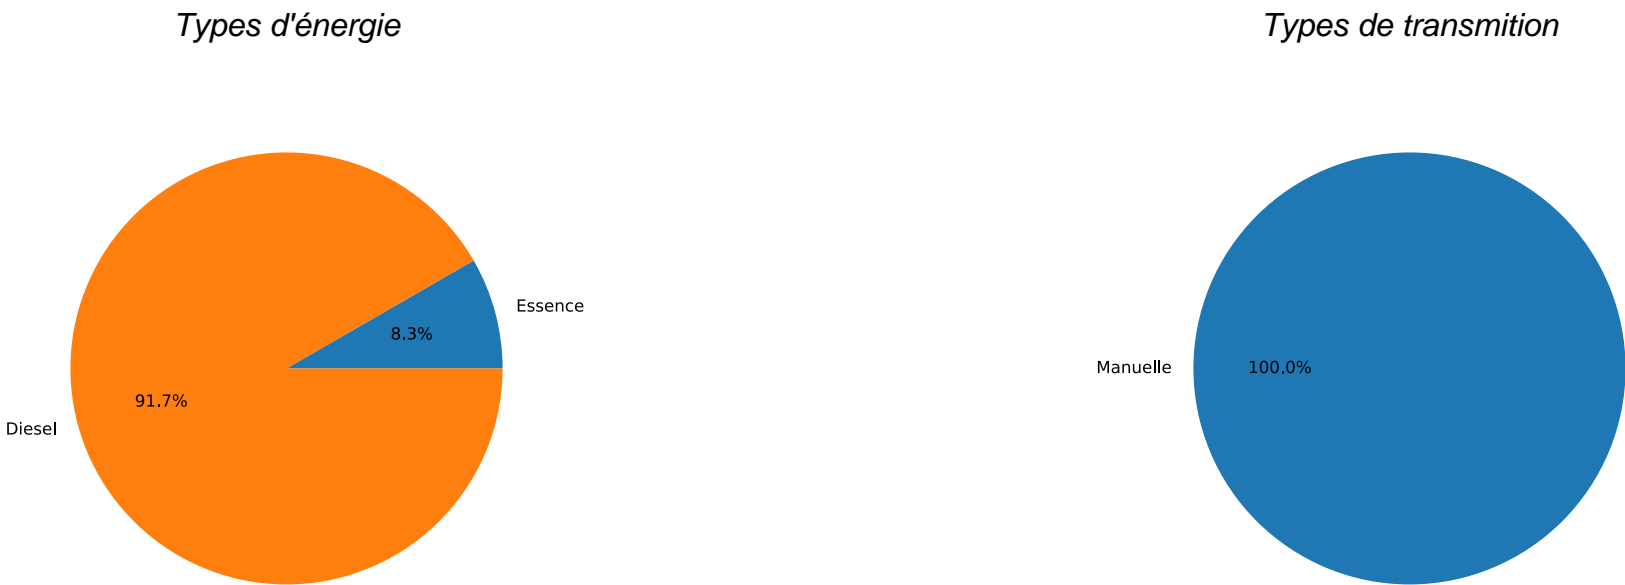 Types d'énergie
Types de transmition
Essence
8.3%
91.7%
Diesel
Manuelle
100.0%